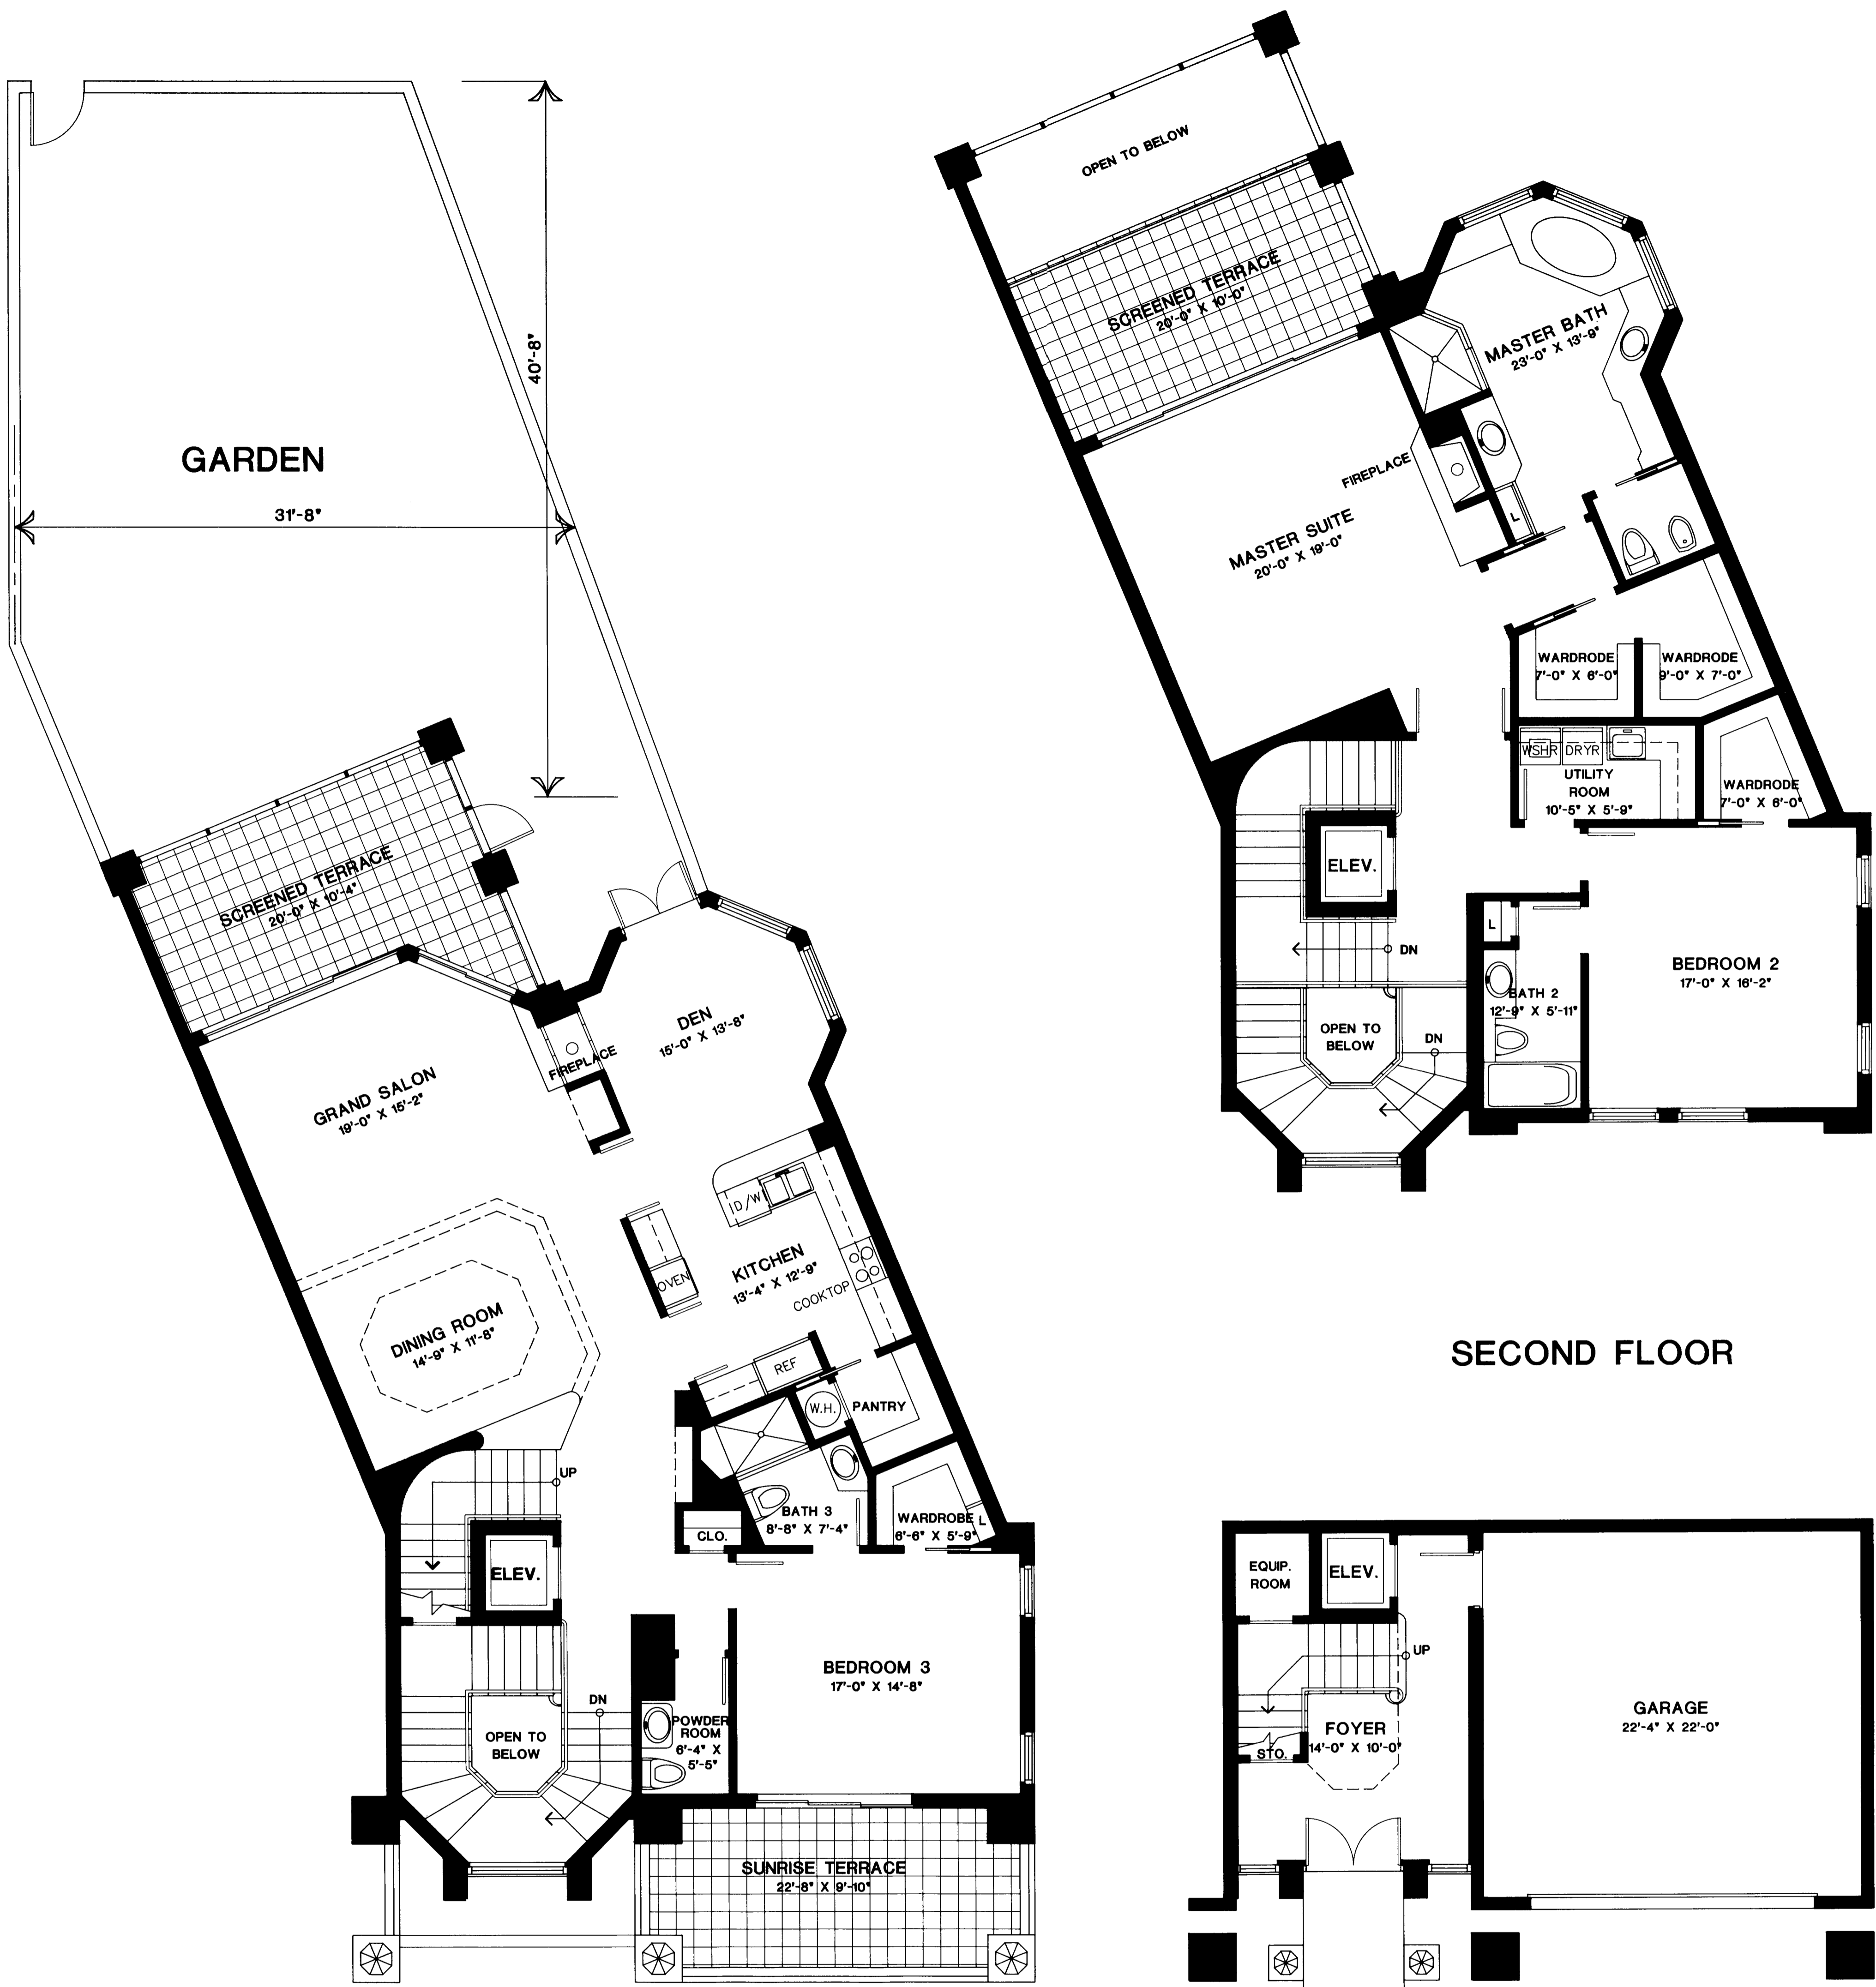 GARDEN
40'-8"
31'-8"
SCREENED TERRACE
20'-0" X 10'-4"
GRAND SALON
19'-0" X 15'-2"
FIREPLACE
DEN
15'-0" X 13'-8"
D/W
KITCHEN
13'-4" X 12'-9"
OVEN
COOKTOP
DINING ROOM
14'-9" X 11'-8"
REF
W.H.
PANTRY
UP
BATH 3
8'-8" X 7'-4"
CLO.
WARDROBE
6'-6" X 5'-9"
L
ELEV.
BEDROOM 3
17'-0" X 14'-8"
DN
OPEN TO
BELOW
POWDER
ROOM
6'-4" X
5'-5"
SUNRISE TERRACE
22'-8" X 9'-10"
OPEN TO BELOW
SCREENED TERRACE
20'-0" X 10'-0"
MASTER BATH
23'-0" X 13'-9"
FIREPLACE
MASTER SUITE
20'-0" X 19'-0"
L
WARDRODE
7'-0" X 6'-0"
WARDRODE
9'-0" X 7'-0"
WSHR
DRYR
UTILITY
ROOM
10'-5" X 5'-9"
WARDRODE
7'-0" X 6'-0"
ELEV.
DN
L
BATH 2
12'-9" X 5'-11"
BEDROOM 2
17'-0" X 16'-2"
OPEN TO
BELOW
DN
SECOND FLOOR
EQUIP.
ROOM
ELEV.
UP
FOYER
14'-0" X 10'-0"
STO.
GARAGE
22'-4" X 22'-0"